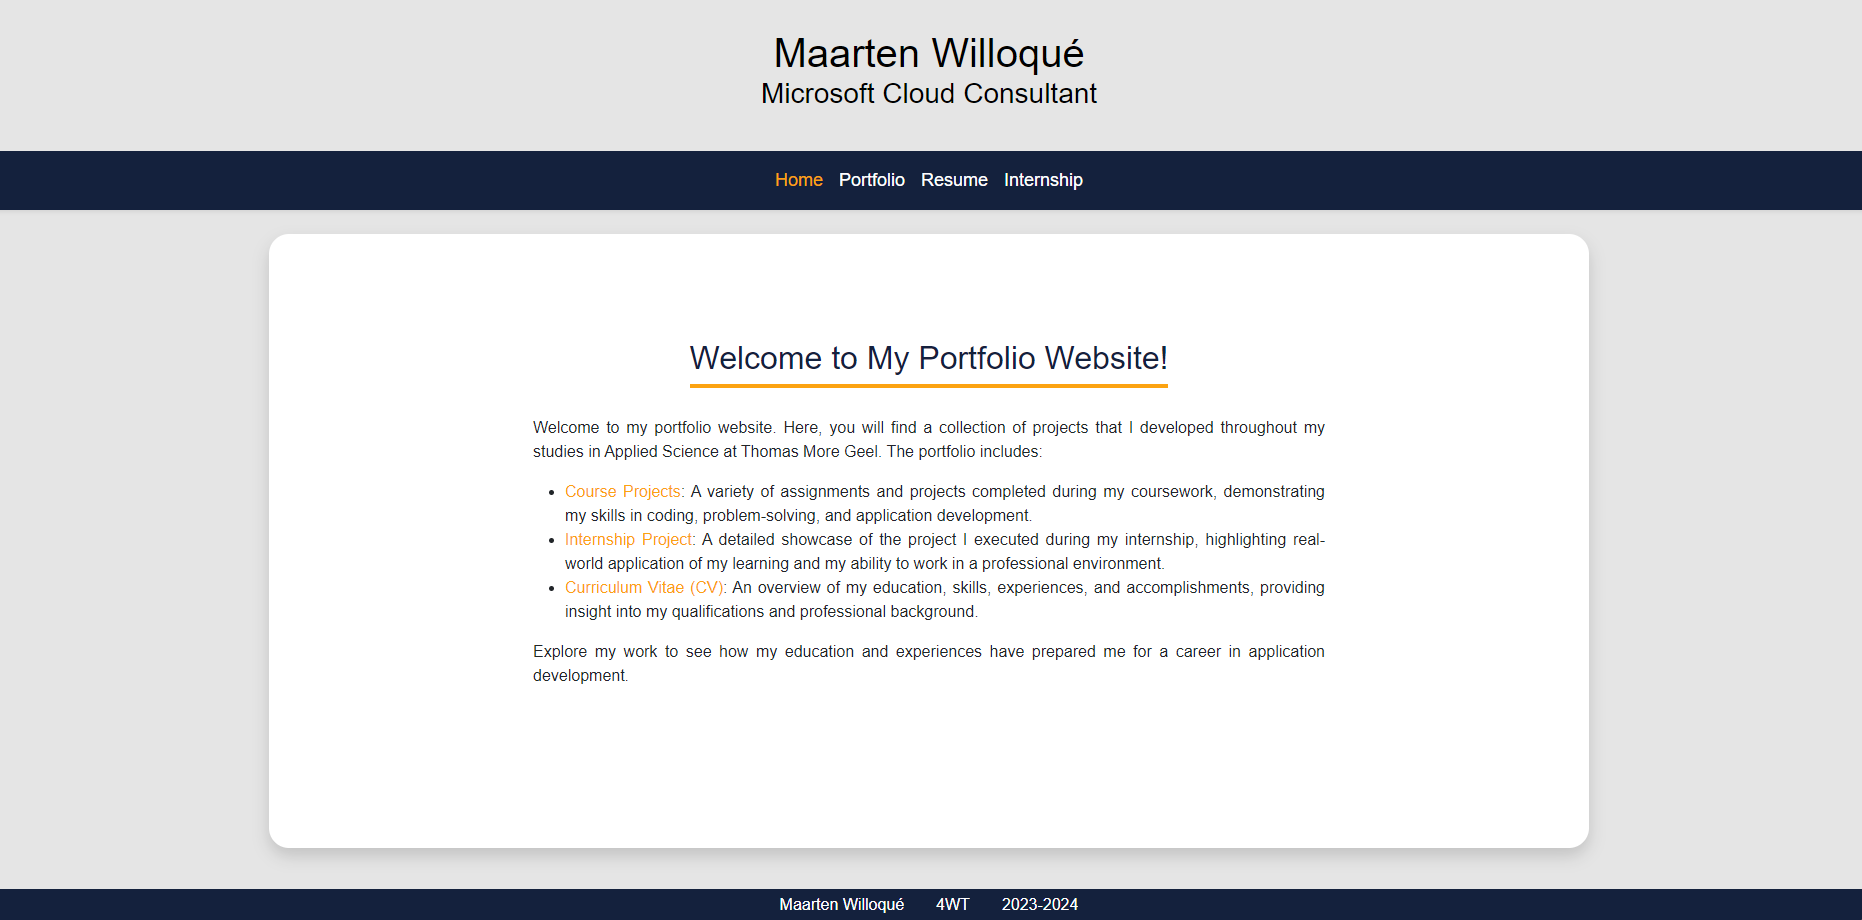 Maarten Willoqué
Microsoft Cloud Consultant
Home Portfolio Resume Internship
Welcome to My Portfolio Website!
Welcome to my portfolio website. Here, you will find a collection of projects that I developed throughout my
studies in Applied Science at Thomas More Geel. The portfolio includes:
• Course Projects: A variety of assignments and projects completed during my coursework, demonstrating
my skills in coding, problem-solving, and application development.
• Internship Project: A detailed showcase of the project I executed during my internship, highlighting real-
world application of my learning and my ability to work in a professional environment.
• Curriculum Vitae (CV): An overview of my education, skills, experiences, and accomplishments, providing
insight into my qualifications and professional background.
Explore my work to see how my education and experiences have prepared me for a career in application
development.
Maarten Willoqué 4WT 2023-2024